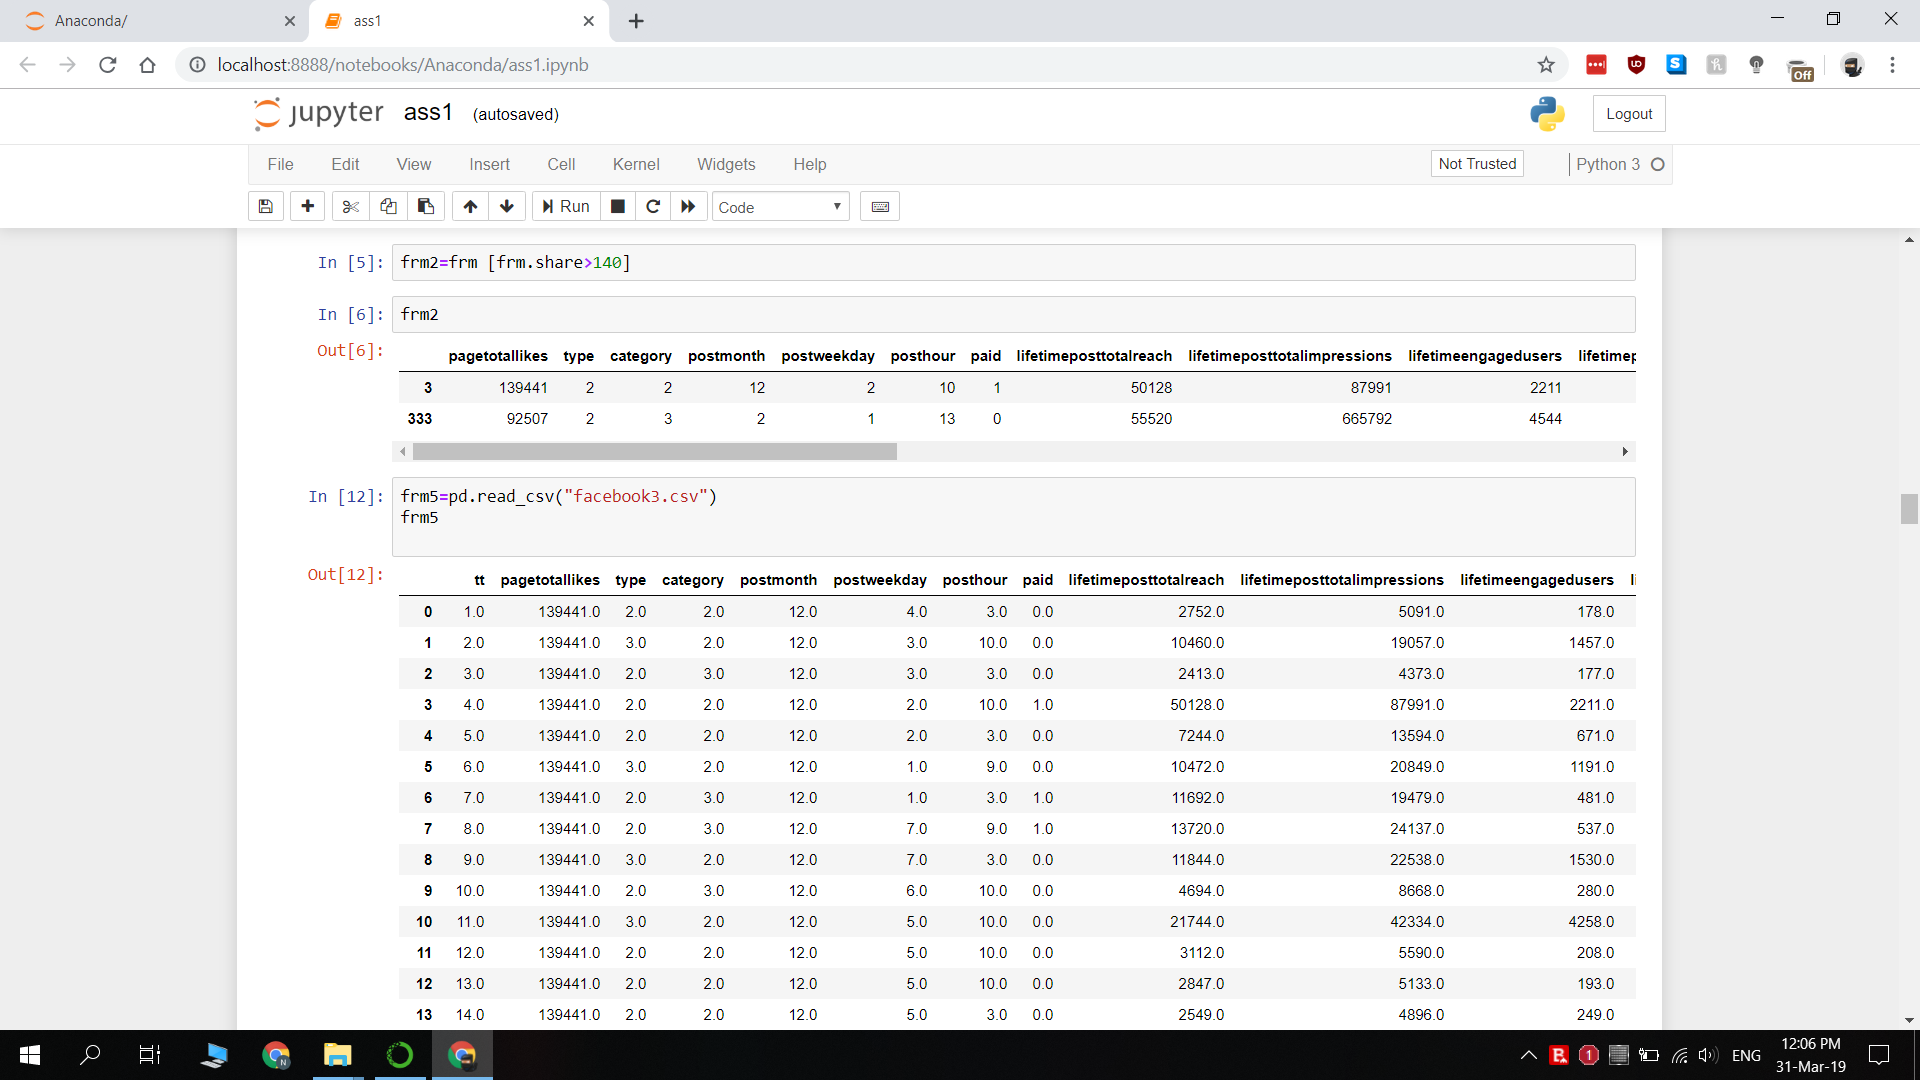 Anaconda/
ass1
localhost:8888/notebooks/Anaconda/ass1.ipynb
Off
jupyter ass1 (autosaved)
Logout
File Edit View Insert Cell Kernel Widgets Help
Not Trusted
Python 3
Run
Code
In [5]: frm2=frm [frm.share>140]
In [6]: frm2
Out[6]:
pagetotallikes type category postmonth postweekday posthour paid lifetimeposttotalreach lifetimeposttotalimpressions lifetimeengagedusers lifetimep
3 139441 2 2 12 2 10 1 50128 87991 2211
333 92507 2 3 2 1 13 0 55520 665792 4544
In [12]: frm5=pd.read_csv("facebook3.csv")
frm5
Out[12]:
tt pagetotallikes type category postmonth postweekday posthour paid lifetimeposttotalreach lifetimeposttotalimpressions lifetimeengagedusers li
0 1.0 139441.0 2.0 2.0 12.0 4.0 3.0 0.0 2752.0 5091.0 178.0
1 2.0 139441.0 3.0 2.0 12.0 3.0 10.0 0.0 10460.0 19057.0 1457.0
2 3.0 139441.0 2.0 3.0 12.0 3.0 3.0 0.0 2413.0 4373.0 177.0
3 4.0 139441.0 2.0 2.0 12.0 2.0 10.0 1.0 50128.0 87991.0 2211.0
4 5.0 139441.0 2.0 2.0 12.0 2.0 3.0 0.0 7244.0 13594.0 671.0
5 6.0 139441.0 3.0 2.0 12.0 1.0 9.0 0.0 10472.0 20849.0 1191.0
6 7.0 139441.0 2.0 3.0 12.0 1.0 3.0 1.0 11692.0 19479.0 481.0
7 8.0 139441.0 2.0 3.0 12.0 7.0 9.0 1.0 13720.0 24137.0 537.0
8 9.0 139441.0 3.0 2.0 12.0 7.0 3.0 0.0 11844.0 22538.0 1530.0
9 10.0 139441.0 2.0 3.0 12.0 6.0 10.0 0.0 4694.0 8668.0 280.0
10 11.0 139441.0 3.0 2.0 12.0 5.0 10.0 0.0 21744.0 42334.0 4258.0
11 12.0 139441.0 2.0 2.0 12.0 5.0 10.0 0.0 3112.0 5590.0 208.0
12 13.0 139441.0 2.0 2.0 12.0 5.0 10.0 0.0 2847.0 5133.0 193.0
13 14.0 139441.0 2.0 2.0 12.0 5.0 3.0 0.0 2549.0 4896.0 249.0
ENG
12:06 PM
31-Mar-19